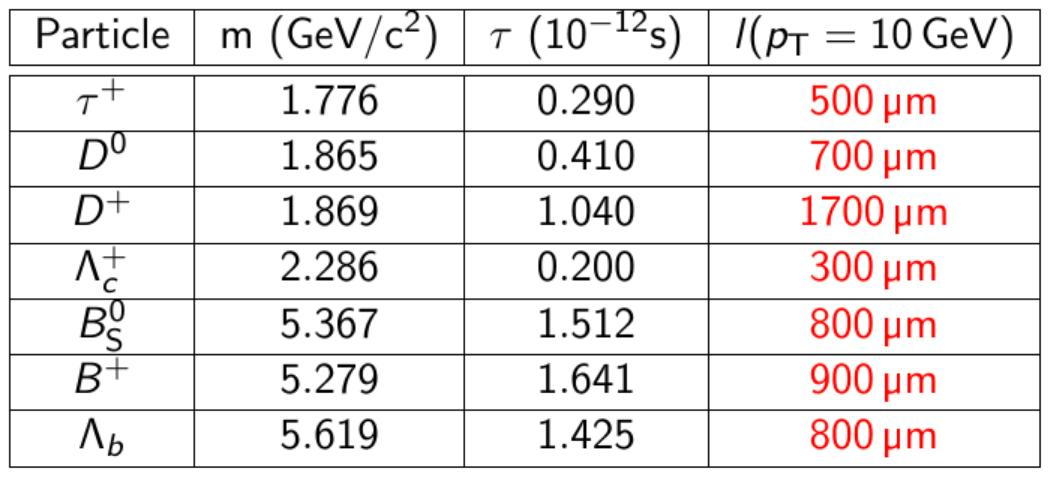 Particle m (GeV/c²) τ (10⁻¹²s) l(p_T = 10 GeV)
τ⁺ 1.776 0.290 500 µm
D⁰ 1.865 0.410 700 µm
D⁺ 1.869 1.040 1700 µm
Λ_c⁺ 2.286 0.200 300 µm
B_S⁰ 5.367 1.512 800 µm
B⁺ 5.279 1.641 900 µm
Λ_b 5.619 1.425 800 µm